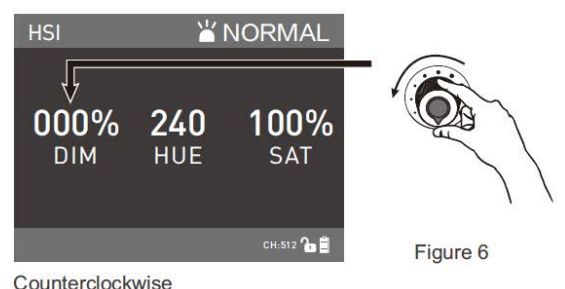 HSI NORMAL
000% 240 100%
DIM HUE SAT
CH:512
Figure 6
Counterclockwise